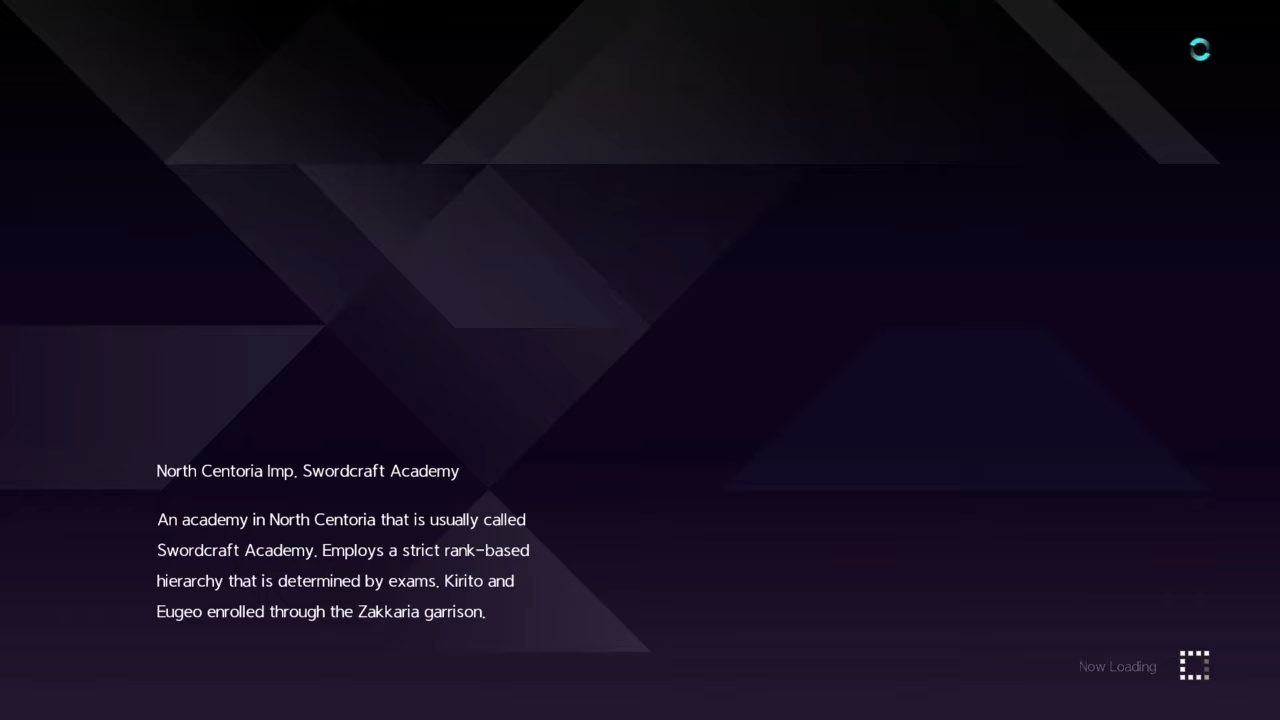 North Centoria Imp. Swordcraft Academy
An academy in North Centoria that is usually called
Swordcraft Academy. Employs a strict rank-based
hierarchy that is determined by exams. Kirito and
Eugeo enrolled through the Zakkaria garrison.
Now Loading